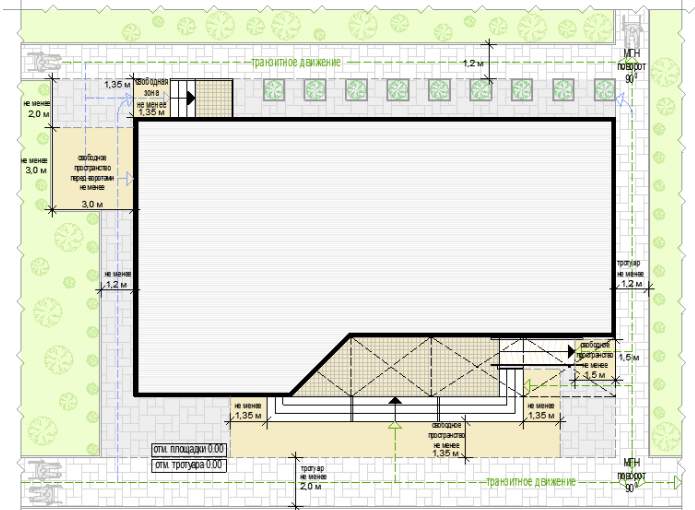 транзитное движение
1,2 м
МГН
поворот
90°
1,35 м
свободная
зона
не менее
1,35 м
не менее
2,0 м
не менее
3,0 м
свободное
пространство
перед воротами
не менее
3,0 м
не менее
1,2 м
тротуар
не менее
1,2 м
свободное
пространство
не менее
1,5 м
1,5 м
не менее
1,35 м
не менее
1,35 м
свободное
пространство
не менее
1,35 м
отм. площадки 0.00
отм. тротуара 0.00
тротуар
не менее
2,0 м
транзитное движение
МГН
поворот
90°